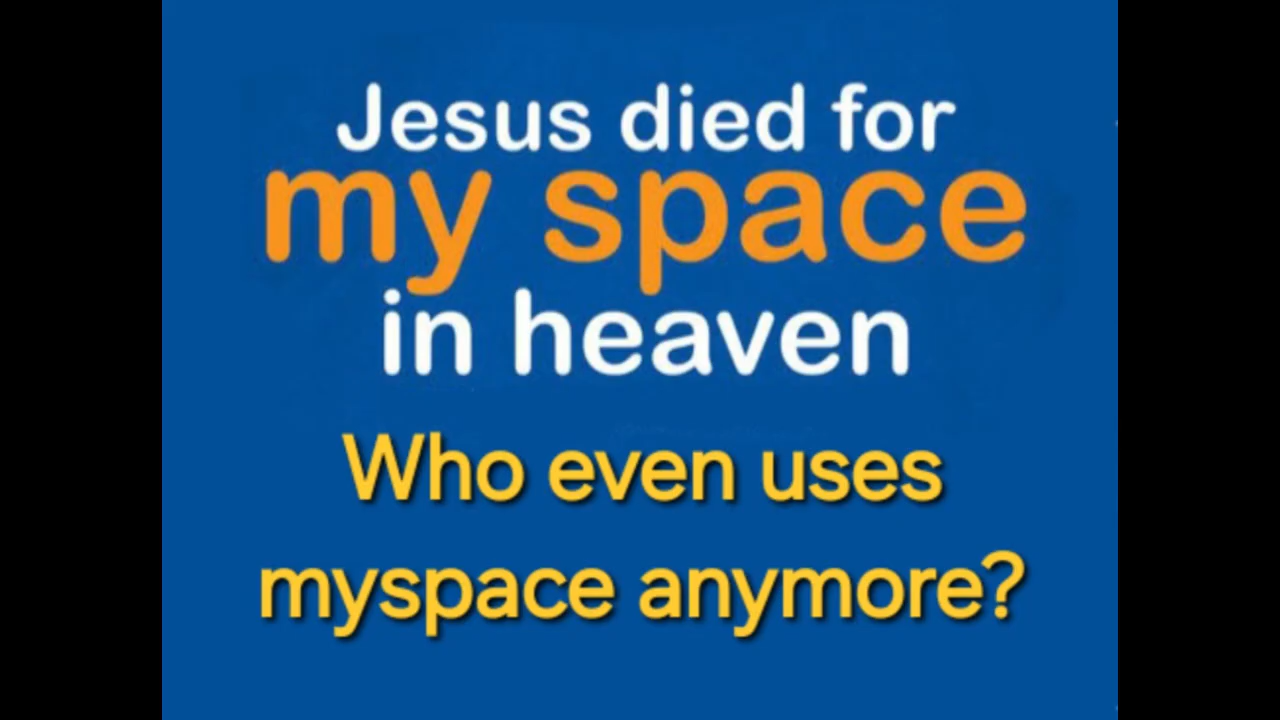 Jesus died for
my space
in heaven
Who even uses
myspace anymore?